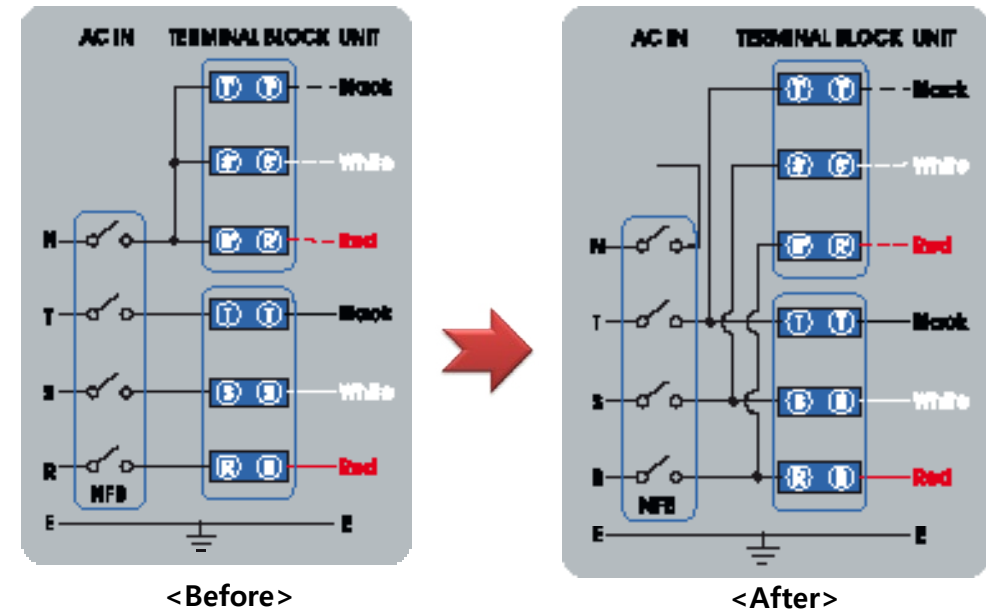 AC IN TERMINAL BLOCK UNIT
T Black
White
R' Red
N
T T T Black
S S White
R R Red
NFB
E E
<Before>
AC IN TERMINAL BLOCK UNIT
T Black
White
R' Red
N
T T T Black
S White
R Red
NFB
E E
<After>